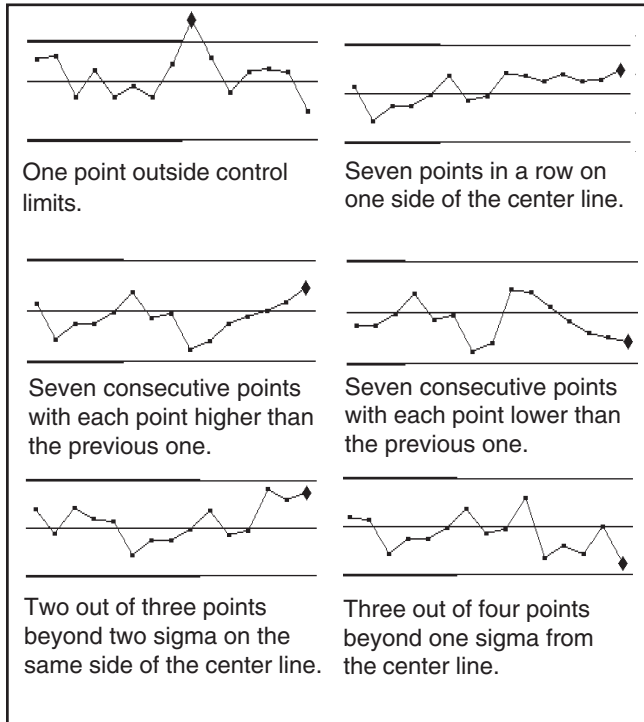 One point outside control
limits.
Seven points in a row on
one side of the center line.
Seven consecutive points
with each point higher than
the previous one.
Seven consecutive points
with each point lower than
the previous one.
Two out of three points
beyond two sigma on the
same side of the center line.
Three out of four points
beyond one sigma from
the center line.